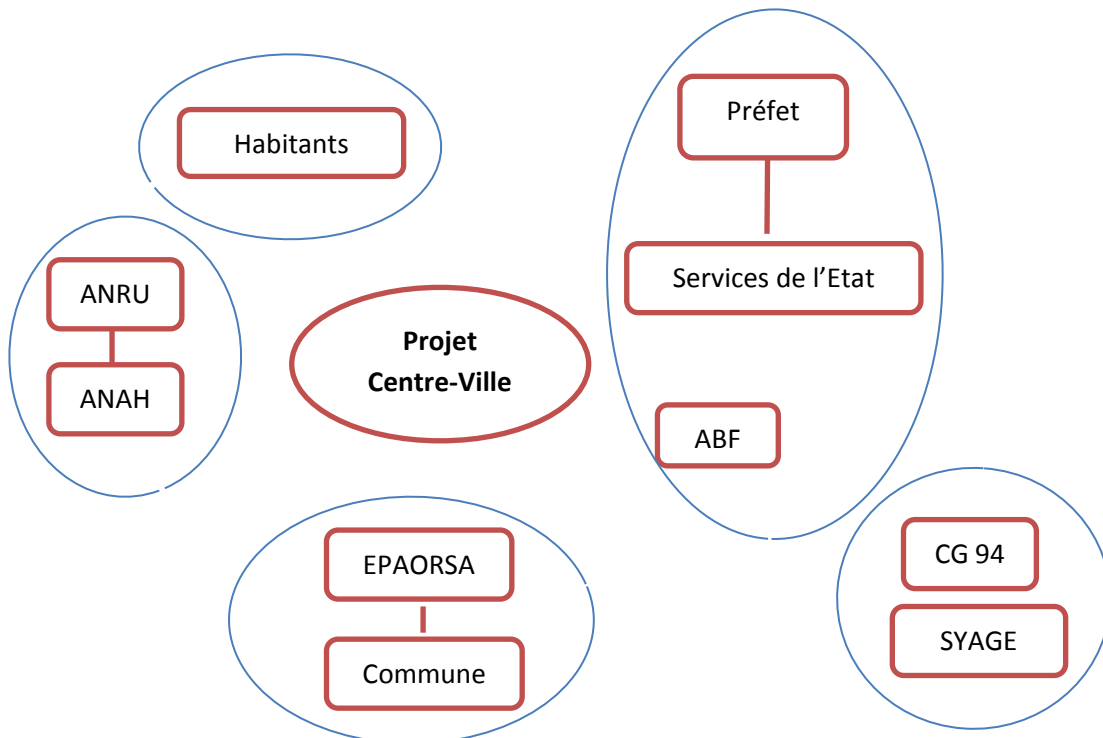 Préfet
Habitants
Services de l'Etat
ANRU
Projet
Centre-Ville
ANAH
ABF
EPAORSA
CG 94
SYAGE
Commune